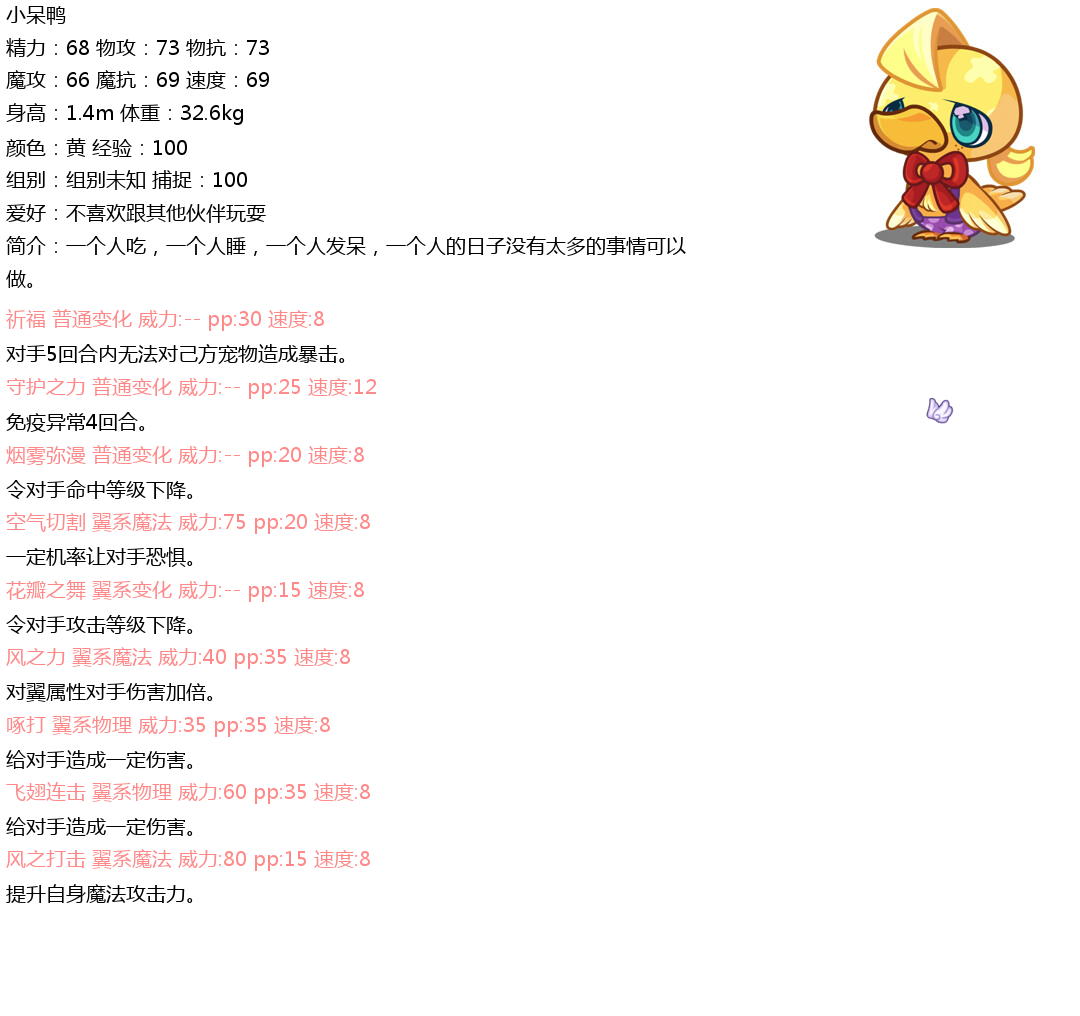 小呆鸭
精力：68 物攻：73 物抗：73
魔攻：66 魔抗：69 速度：69
身高：1.4m 体重：32.6kg
颜色：黄 经验：100
组别：组别未知 捕捉：100
爱好：不喜欢跟其他伙伴玩耍
简介：一个人吃，一个人睡，一个人发呆，一个人的日子没有太多的事情可以
做。
祈福 普通变化 威力:-- pp:30 速度:8
对手5回合内无法对己方宠物造成暴击。
守护之力 普通变化 威力:-- pp:25 速度:12
免疫异常4回合。
烟雾弥漫 普通变化 威力:-- pp:20 速度:8
令对手命中等级下降。
空气切割 翼系魔法 威力:75 pp:20 速度:8
一定机率让对手恐惧。
花瓣之舞 翼系变化 威力:-- pp:15 速度:8
令对手攻击等级下降。
风之力 翼系魔法 威力:40 pp:35 速度:8
对翼属性对手伤害加倍。
啄打 翼系物理 威力:35 pp:35 速度:8
给对手造成一定伤害。
飞翅连击 翼系物理 威力:60 pp:35 速度:8
给对手造成一定伤害。
风之打击 翼系魔法 威力:80 pp:15 速度:8
提升自身魔法攻击力。